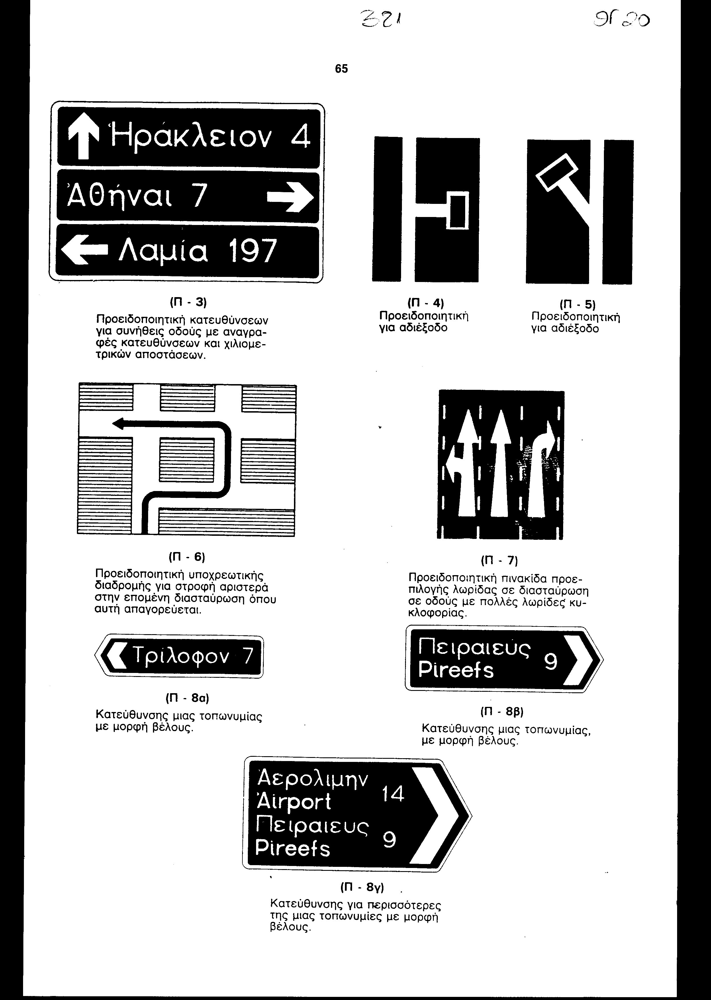 321
9Γ 20
65
Ἡράκλειον 4
Ἀθήναι 7
Λαμία 197
(Π - 3)
Προειδοποιητική κατευθύνσεων
για συνήθεις οδούς με αναγρα-
φές κατευθύνσεων και χιλιομε-
τρικών αποστάσεων.
(Π - 4)
Προειδοποιητική
για αδιέξοδο
(Π - 5)
Προειδοποιητική
για αδιέξοδο
(Π - 6)
Προειδοποιητική υποχρεωτικής
διαδρομής για στροφή αριστερά
στην επομένη διασταύρωση όπου
αυτή απαγορεύεται.
(Π - 7)
Προειδοποιητική πινακίδα προε-
πιλογής λωρίδας σε διασταύρωση
σε οδούς με πολλές λωρίδες κυ-
κλοφορίας.
Τρίλοφον 7
(Π - 8α)
Κατεύθυνσης μιας τοπωνυμίας
με μορφή βέλους.
Πειραιεύς
Pireefs
9
(Π - 8β)
Κατεύθυνσης μιας τοπωνυμίας,
με μορφή βέλους.
Ἀερολιμην
Ἀirport
14
Πειραιευς
Pireefs
9
(Π - 8γ)
Κατεύθυνσης για περισσότερες
της μιας τοπωνυμίες με μορφή
βέλους.